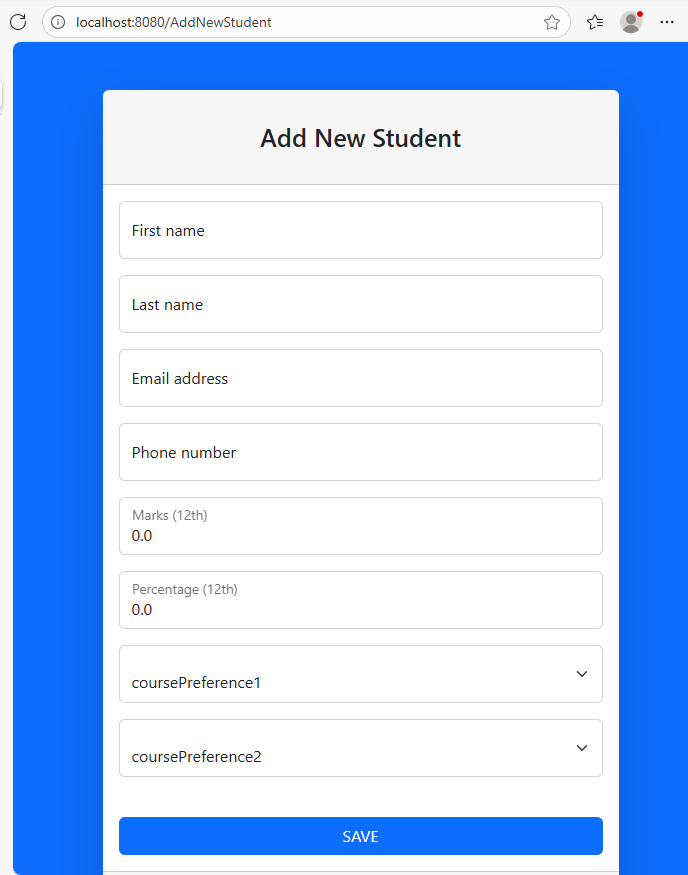 localhost:8080/AddNewStudent
Add New Student
First name
Last name
Email address
Phone number
Marks (12th)
0.0
Percentage (12th)
0.0
coursePreference1
coursePreference2
SAVE